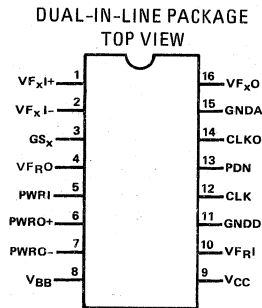 DUAL-IN-LINE PACKAGE
TOP VIEW
VFxI+ 1 16 VFxO
VFxI- 2 15 GNDA
GSx 3 14 CLKO
VFRO 4 13 PDN
PWRI 5 12 CLK
PWRO+ 6 11 GNDD
PWRO- 7 10 VFRI
VBB 8 9 VCC